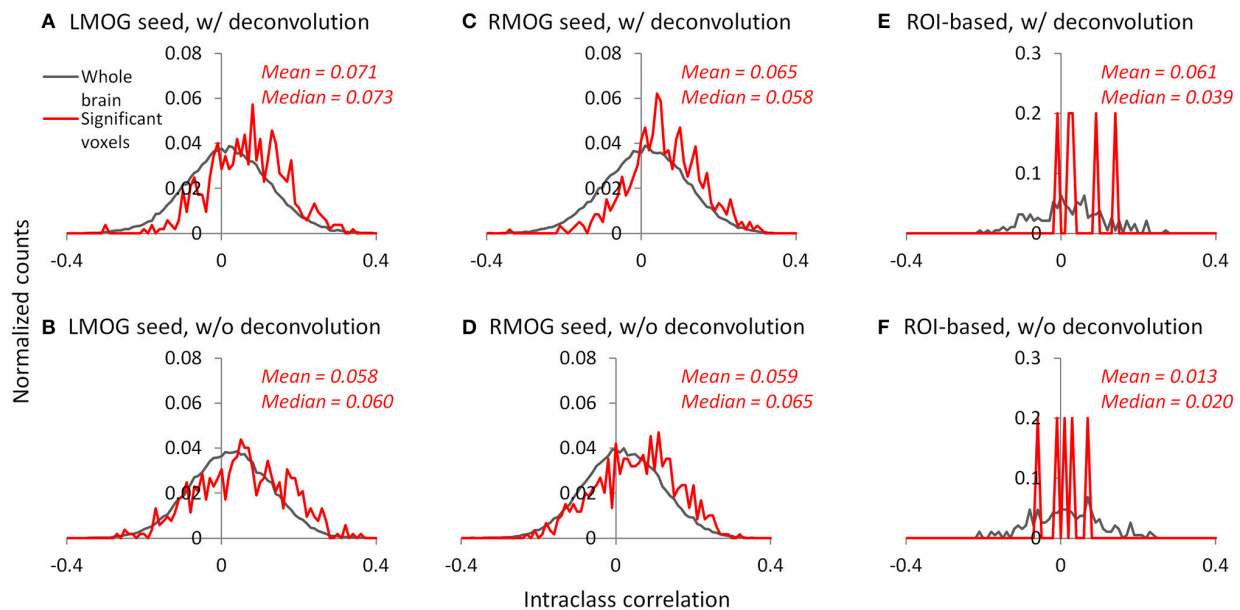 A LMOG seed, w/ deconvolution
0.08
0.06
0.04
0.02
0
-0.4
0
0.4
Mean = 0.071
Median = 0.073
Whole
brain
Significant
voxels
C RMOG seed, w/ deconvolution
0.08
0.06
0.04
0.02
0
-0.4
0
0.4
Mean = 0.065
Median = 0.058
E ROI-based, w/ deconvolution
0.3
0.2
0.1
0
-0.4
0
0.4
Mean = 0.061
Median = 0.039
Normalized counts
B LMOG seed, w/o deconvolution
0.08
0.06
0.04
0.02
0
-0.4
0
0.4
Mean = 0.058
Median = 0.060
D RMOG seed, w/o deconvolution
0.08
0.06
0.04
0.02
0
-0.4
0
0.4
Mean = 0.059
Median = 0.065
F ROI-based, w/o deconvolution
0.3
0.2
0.1
0
-0.4
0
0.4
Mean = 0.013
Median = 0.020
Intraclass correlation